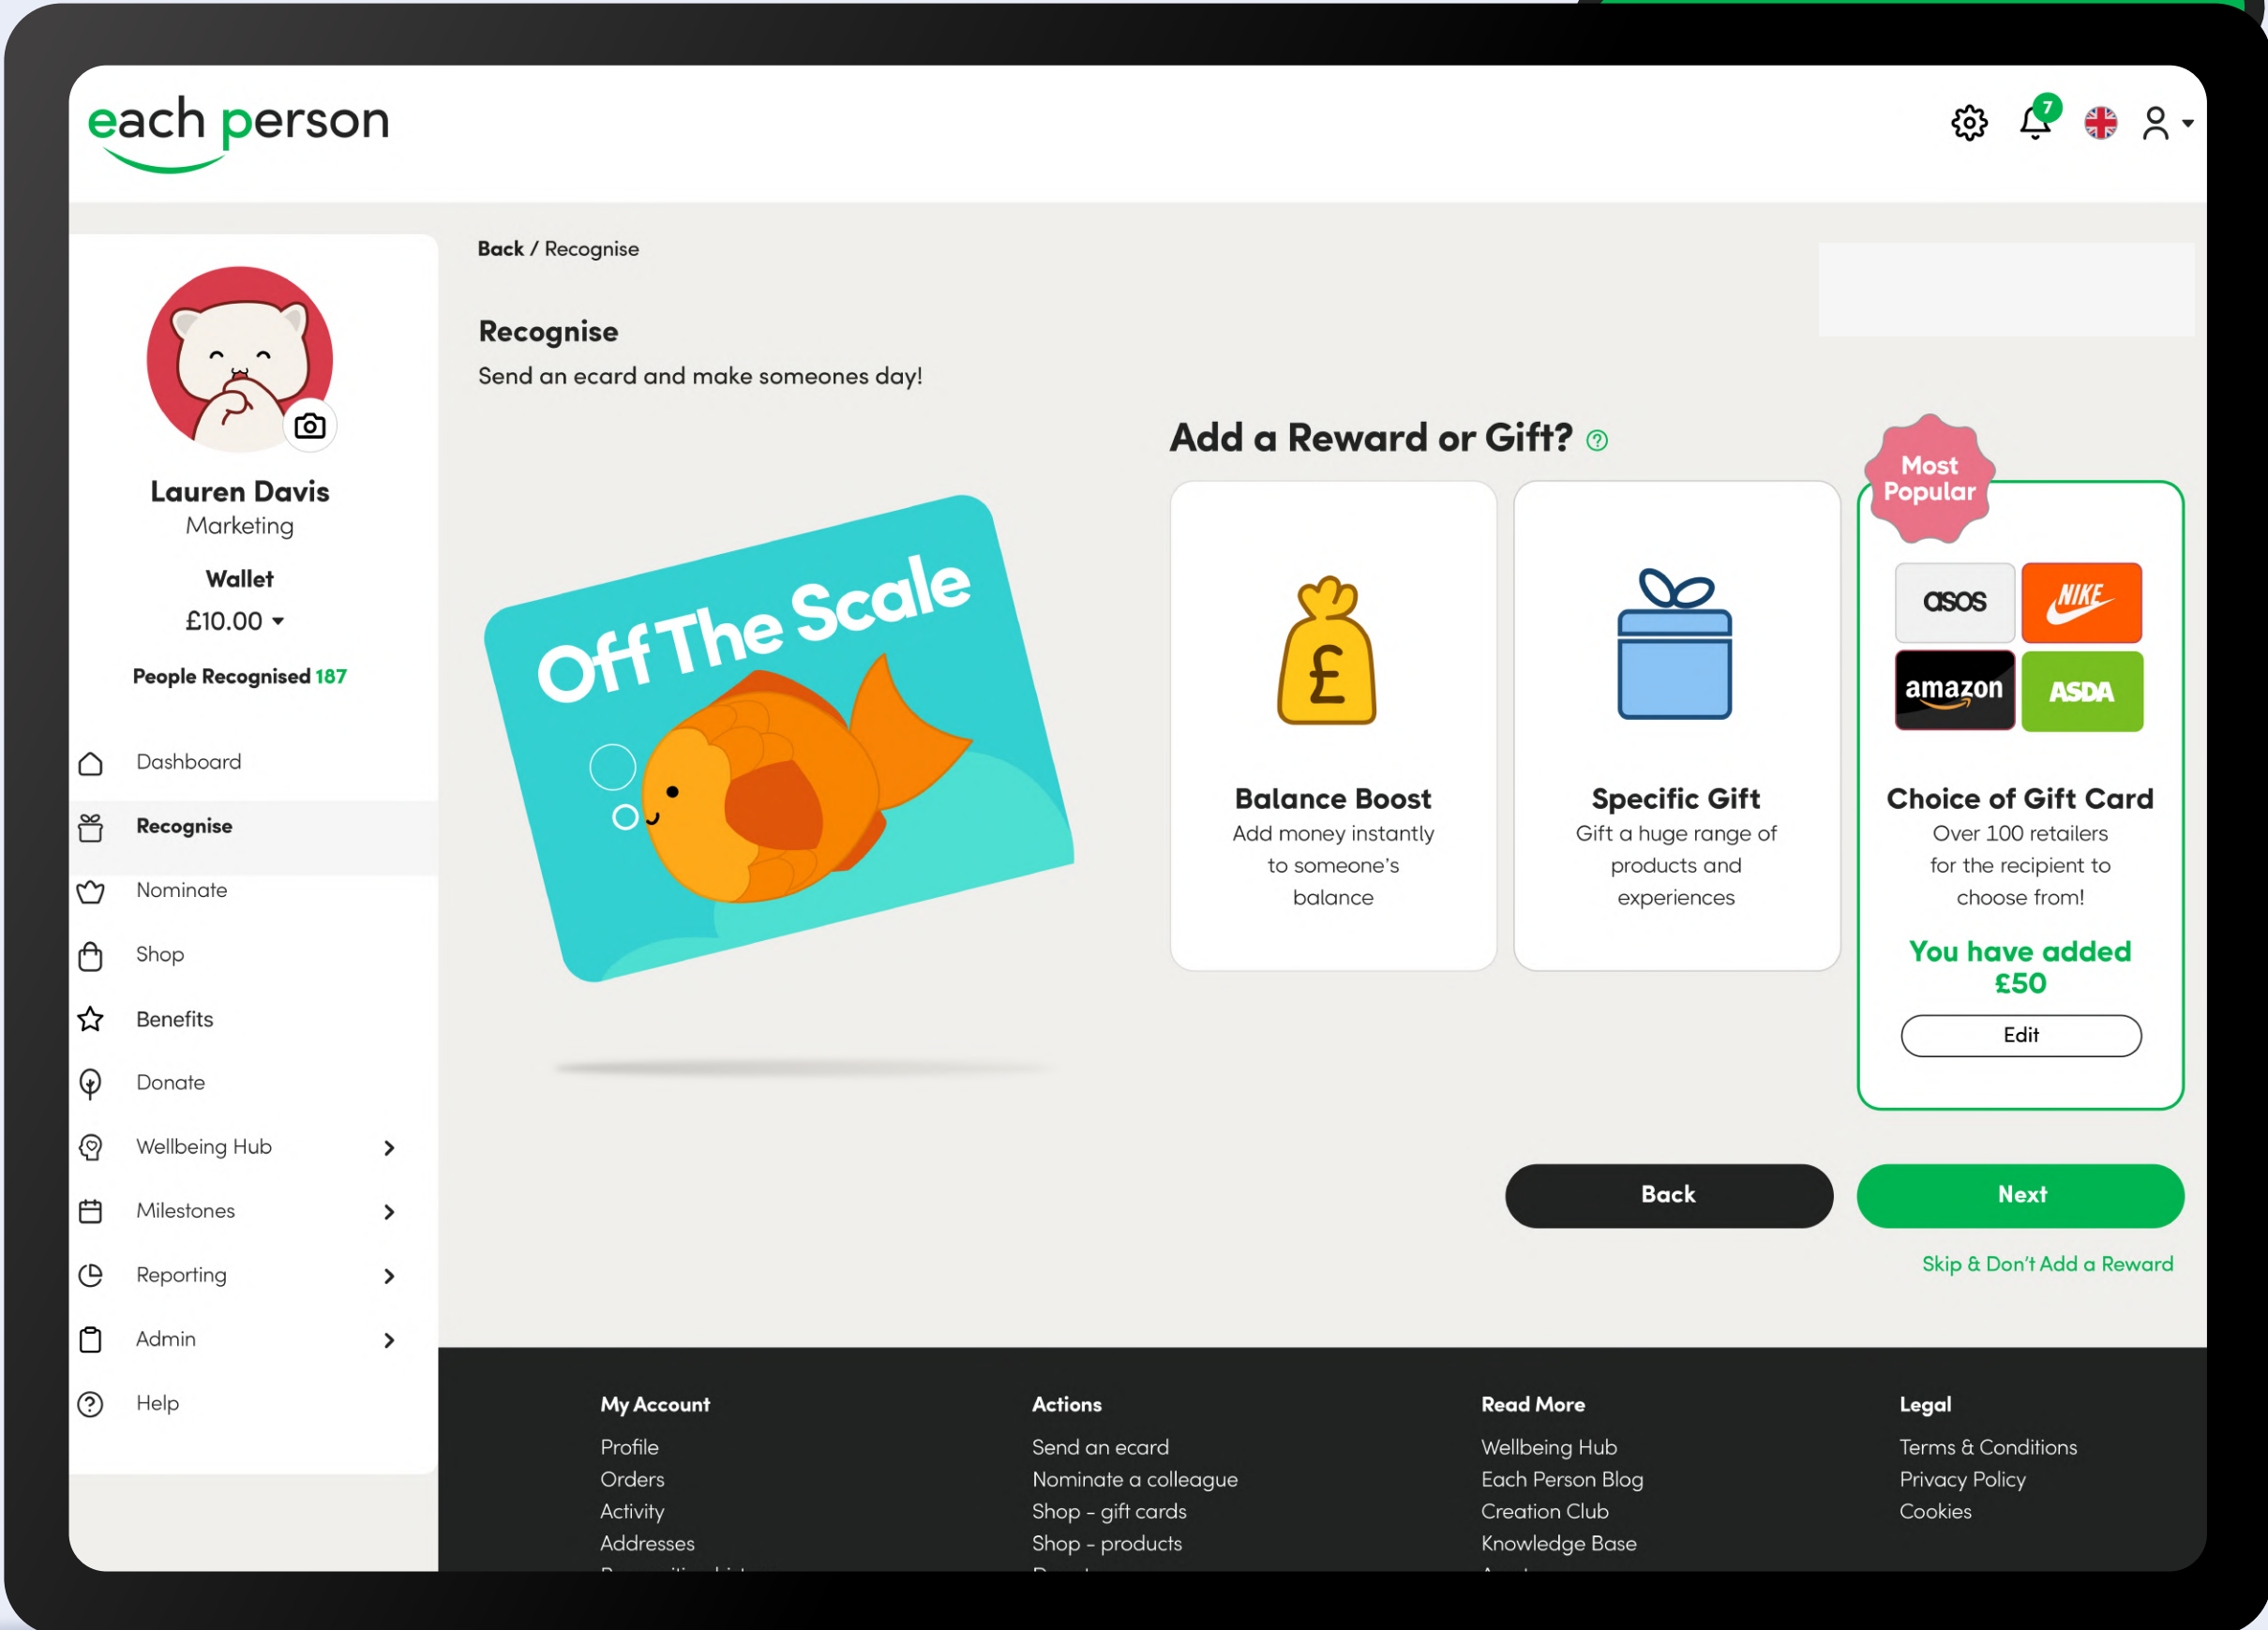 each person
7
Back / Recognise
Recognise
Send an ecard and make someones day!
Lauren Davis
Marketing
Wallet
£10.00
People Recognised 187
Dashboard
Recognise
Nominate
Shop
Benefits
Donate
Wellbeing Hub
Milestones
Reporting
Admin
Help
Off The Scale
Add a Reward or Gift?
£
Balance Boost
Add money instantly
to someone's
balance
Specific Gift
Gift a huge range of
products and
experiences
Most
Popular
asos
NIKE
amazon
ASDA
Choice of Gift Card
Over 100 retailers
for the recipient to
choose from!
You have added
£50
Edit
Back
Next
Skip & Don't Add a Reward
My Account
Profile
Orders
Activity
Addresses
Actions
Send an ecard
Nominate a colleague
Shop - gift cards
Shop - products
Read More
Wellbeing Hub
Each Person Blog
Creation Club
Knowledge Base
Legal
Terms & Conditions
Privacy Policy
Cookies